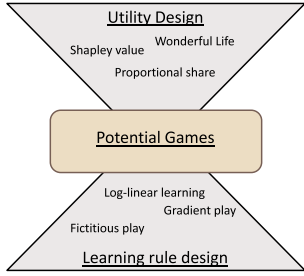 Utility Design
Wonderful Life
Shapley value
Proportional share
Potential Games
Log-linear learning
Gradient play
Fictitious play
Learning rule design